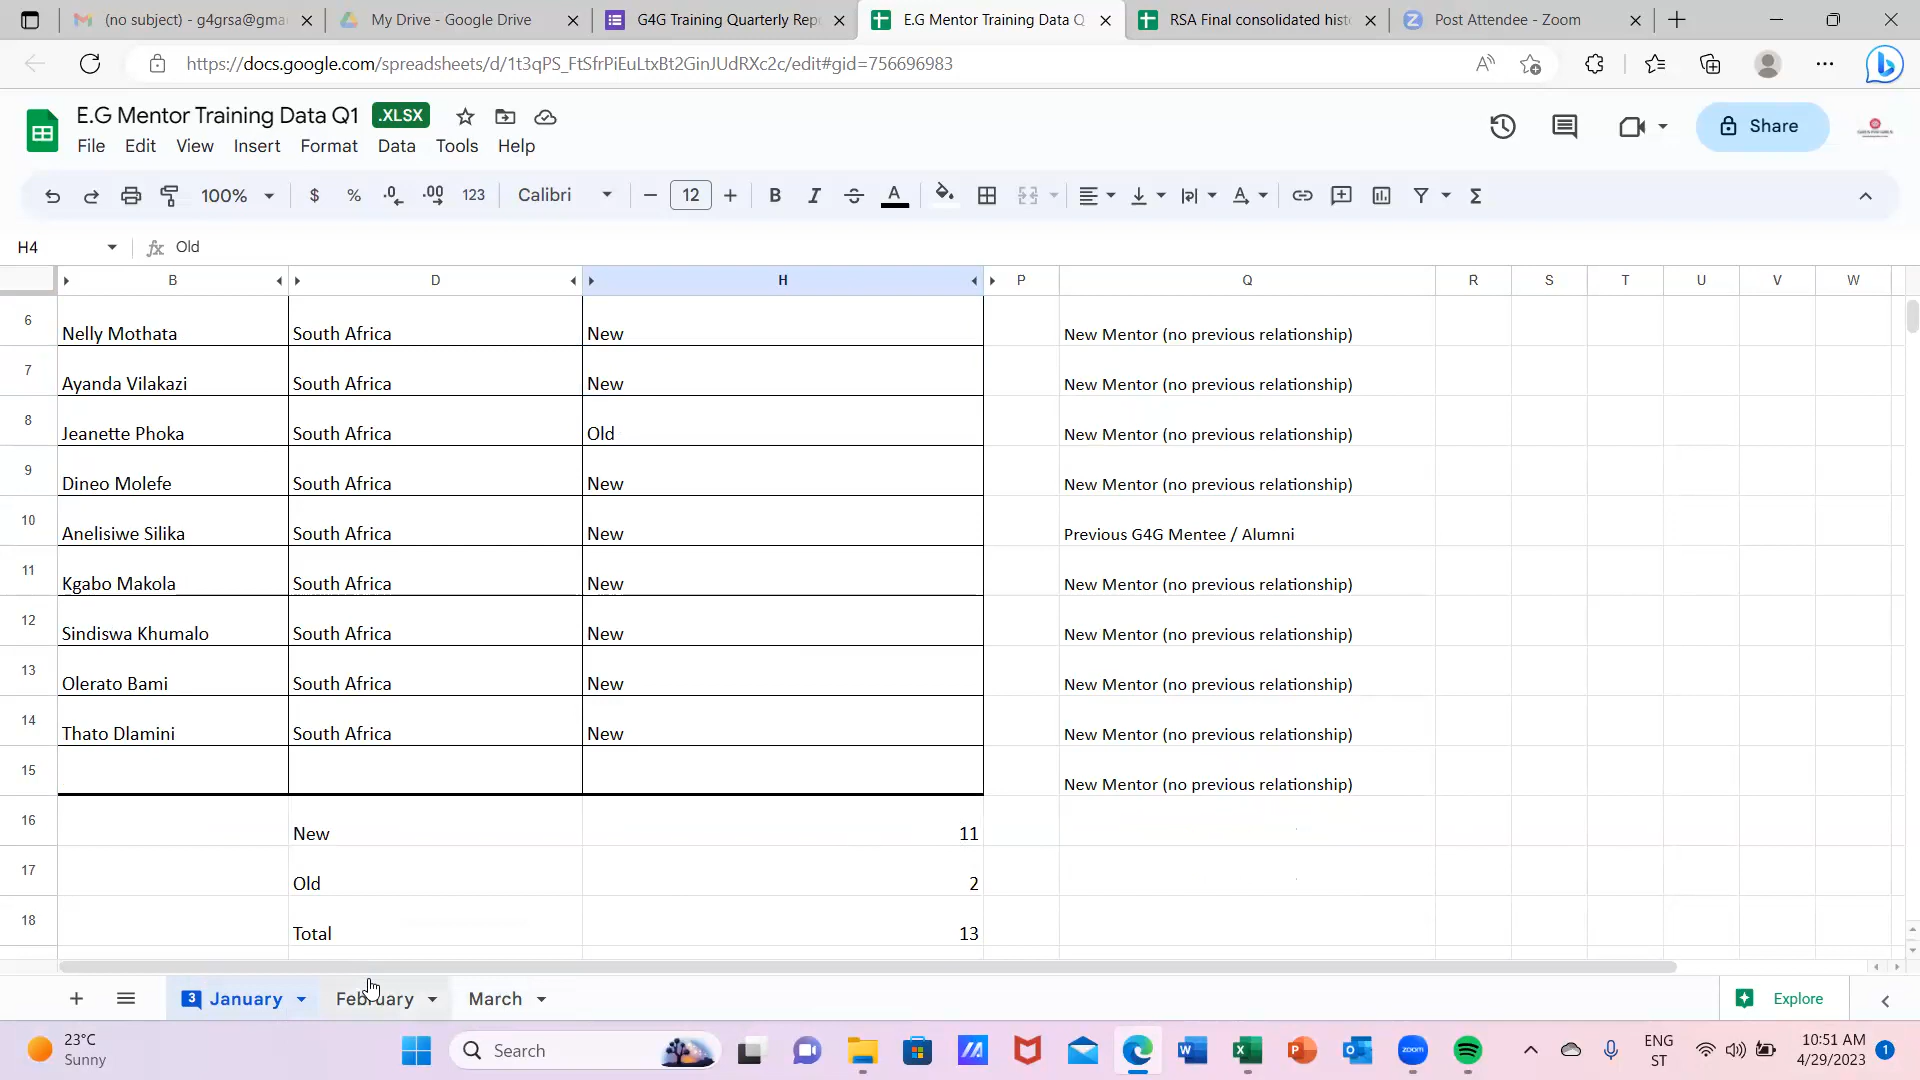 (no subject) - g4grsa@gma
My Drive - Google Drive
G4G Training Quarterly Rep
E.G Mentor Training Data Q
RSA Final consolidated hist
Post Attendee - Zoom
https://docs.google.com/spreadsheets/d/1t3qPS_FtSfrPiEuLtxBt2GinJUdRXc2c/edit#gid=756696983
E.G Mentor Training Data Q1 .XLSX
Share
File Edit View Insert Format Data Tools Help
100% $ % .0 .00 123 Calibri 12 B I A
H4 fx Old
B D H P Q R S T U V W
6 Nelly Mothata South Africa New New Mentor (no previous relationship)
7 Ayanda Vilakazi South Africa New New Mentor (no previous relationship)
8 Jeanette Phoka South Africa Old New Mentor (no previous relationship)
9 Dineo Molefe South Africa New New Mentor (no previous relationship)
10 Anelisiwe Silika South Africa New Previous G4G Mentee / Alumni
11 Kgabo Makola South Africa New New Mentor (no previous relationship)
12 Sindiswa Khumalo South Africa New New Mentor (no previous relationship)
13 Olerato Bami South Africa New New Mentor (no previous relationship)
14 Thato Dlamini South Africa New New Mentor (no previous relationship)
15 New Mentor (no previous relationship)
16 New 11
17 Old 2
18 Total 13
3 January February March Explore
23°C
Sunny
Search
zoom
ENG
ST
10:51 AM
4/29/2023
1